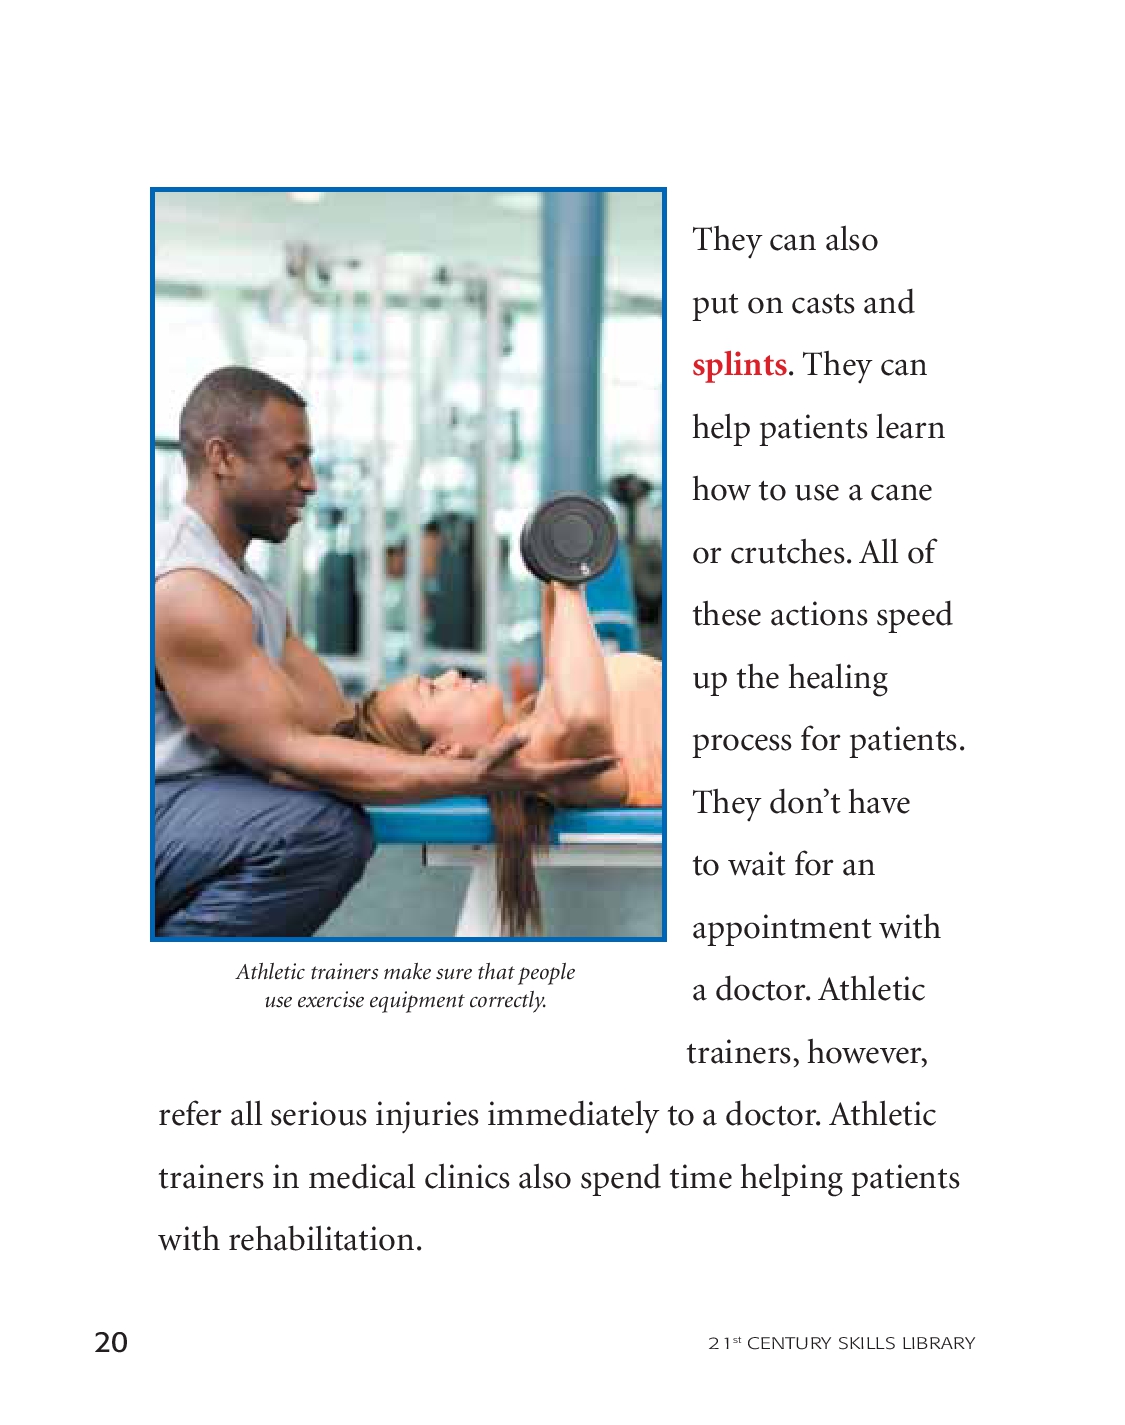 They can also
put on casts and
splints. They can
help patients learn
how to use a cane
or crutches. All of
these actions speed
up the healing
process for patients.
They don’t have
to wait for an
appointment with
a doctor. Athletic
trainers, however,
Athletic trainers make sure that people
use exercise equipment correctly.
refer all serious injuries immediately to a doctor. Athletic
trainers in medical clinics also spend time helping patients
with rehabilitation.
20
21st CENTURY SKILLS LIBRARY